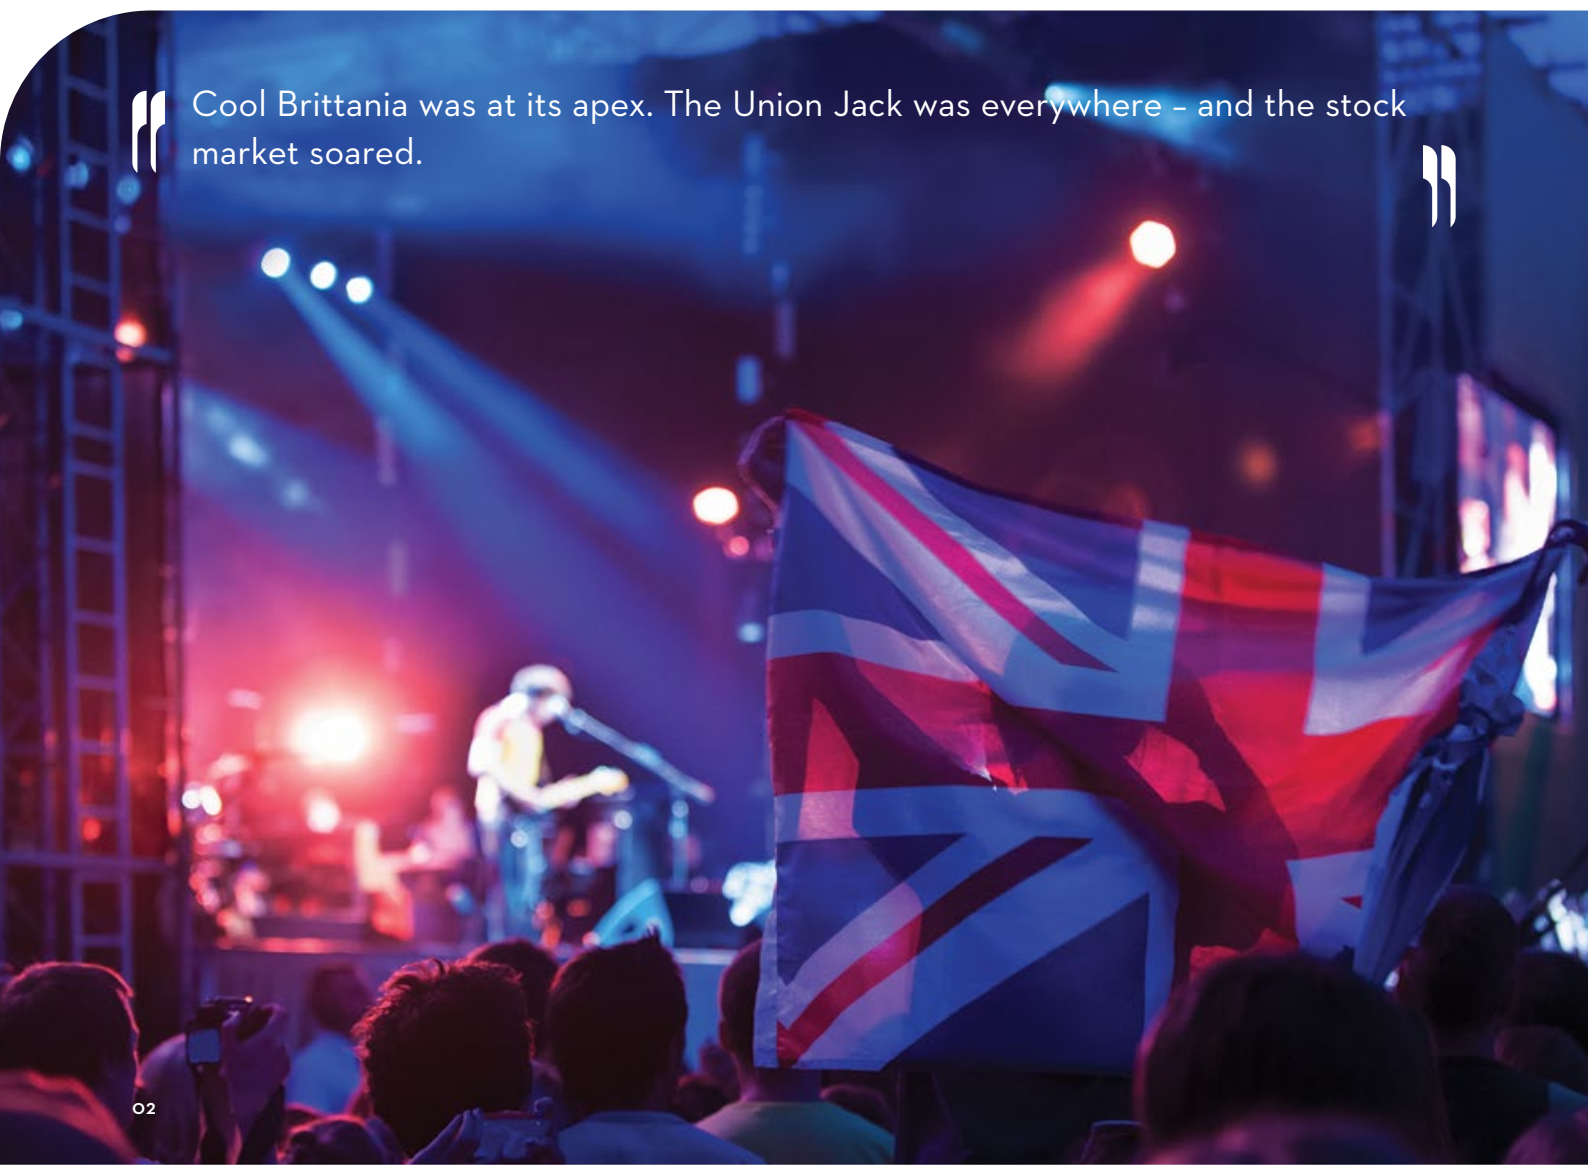 Cool Brittania was at its apex. The Union Jack was everywhere – and the stock
market soared.
02